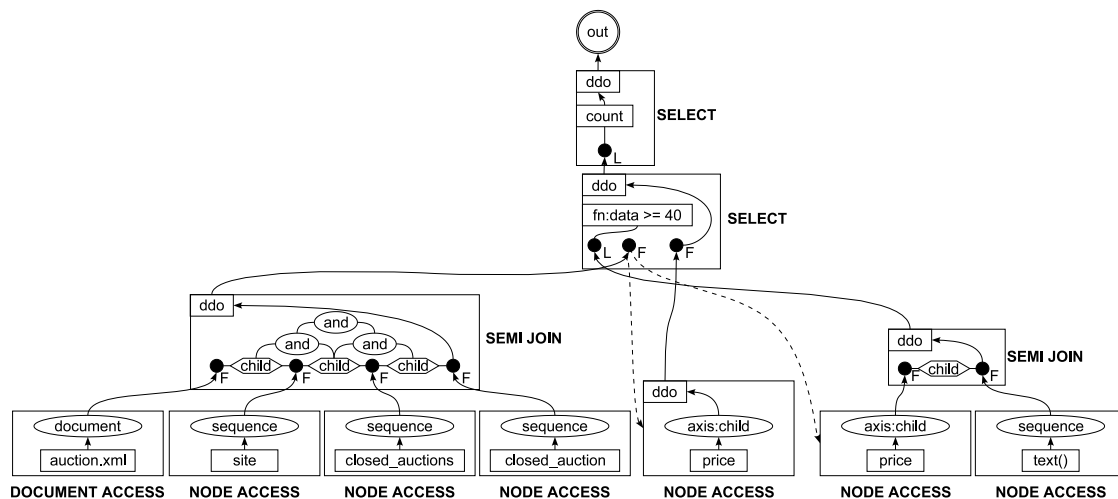 out
ddo
count
SELECT
L
ddo
fn:data >= 40
SELECT
L F F
ddo
and
and and
SEMI JOIN
child child child
F F F F
ddo
SEMI JOIN
child
F F
ddo
document sequence sequence sequence axis:child axis:child sequence
auction.xml site closed_auctions closed_auction price price text()
DOCUMENT ACCESS NODE ACCESS NODE ACCESS NODE ACCESS NODE ACCESS NODE ACCESS NODE ACCESS